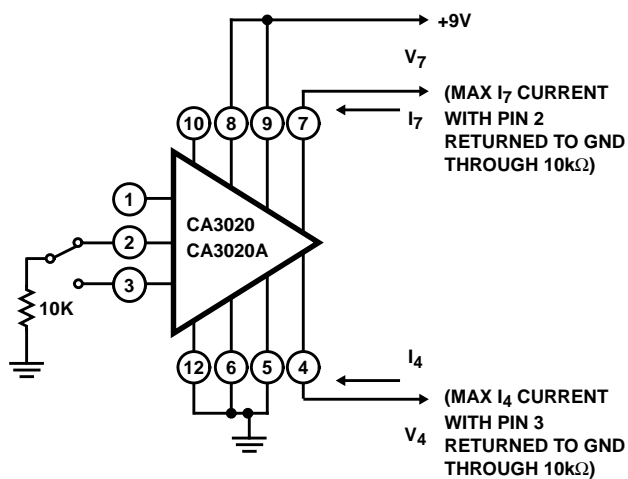 +9V
V7
(MAX I7 CURRENT
WITH PIN 2
RETURNED TO GND
THROUGH 10kΩ)
I7
10
8
9
7
1
CA3020
CA3020A
2
3
10K
12
6
5
4
I4
(MAX I4 CURRENT
WITH PIN 3
RETURNED TO GND
THROUGH 10kΩ)
V4